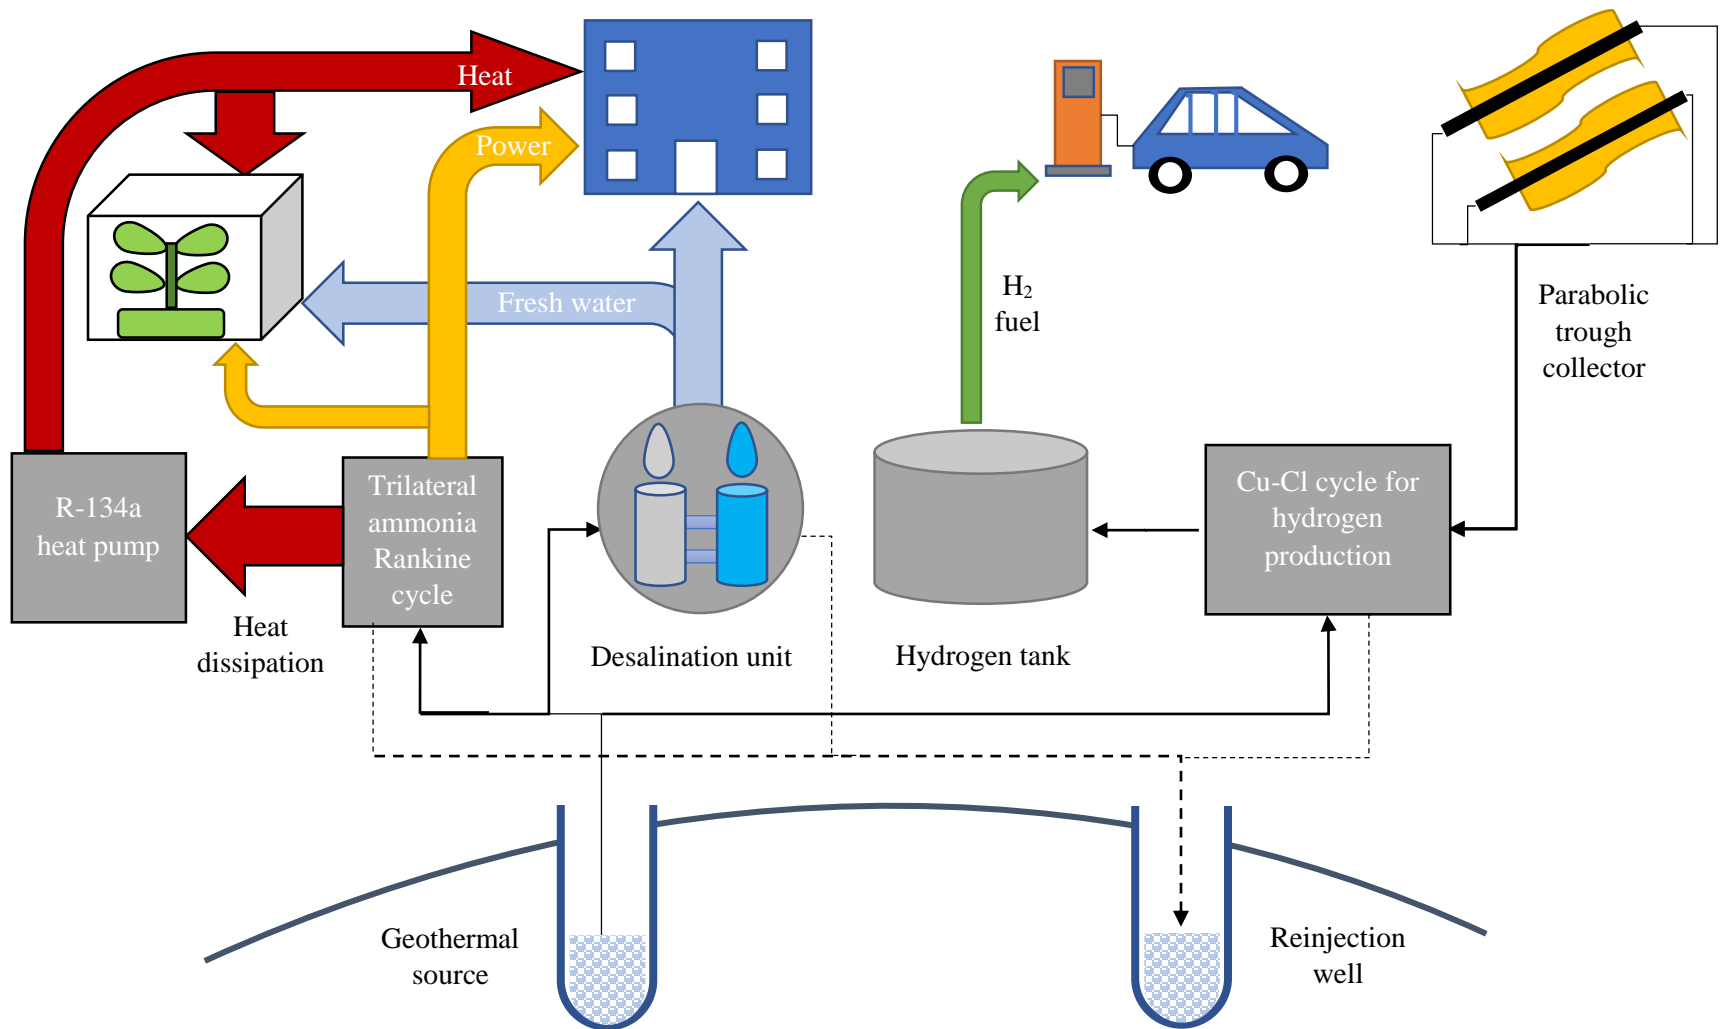 Heat
Power
Fresh water
H₂
fuel
Parabolic
trough
collector
R-134a
heat pump
Trilateral
ammonia
Rankine
cycle
Cu-Cl cycle for
hydrogen
production
Heat
dissipation
Desalination unit
Hydrogen tank
Geothermal
source
Reinjection
well